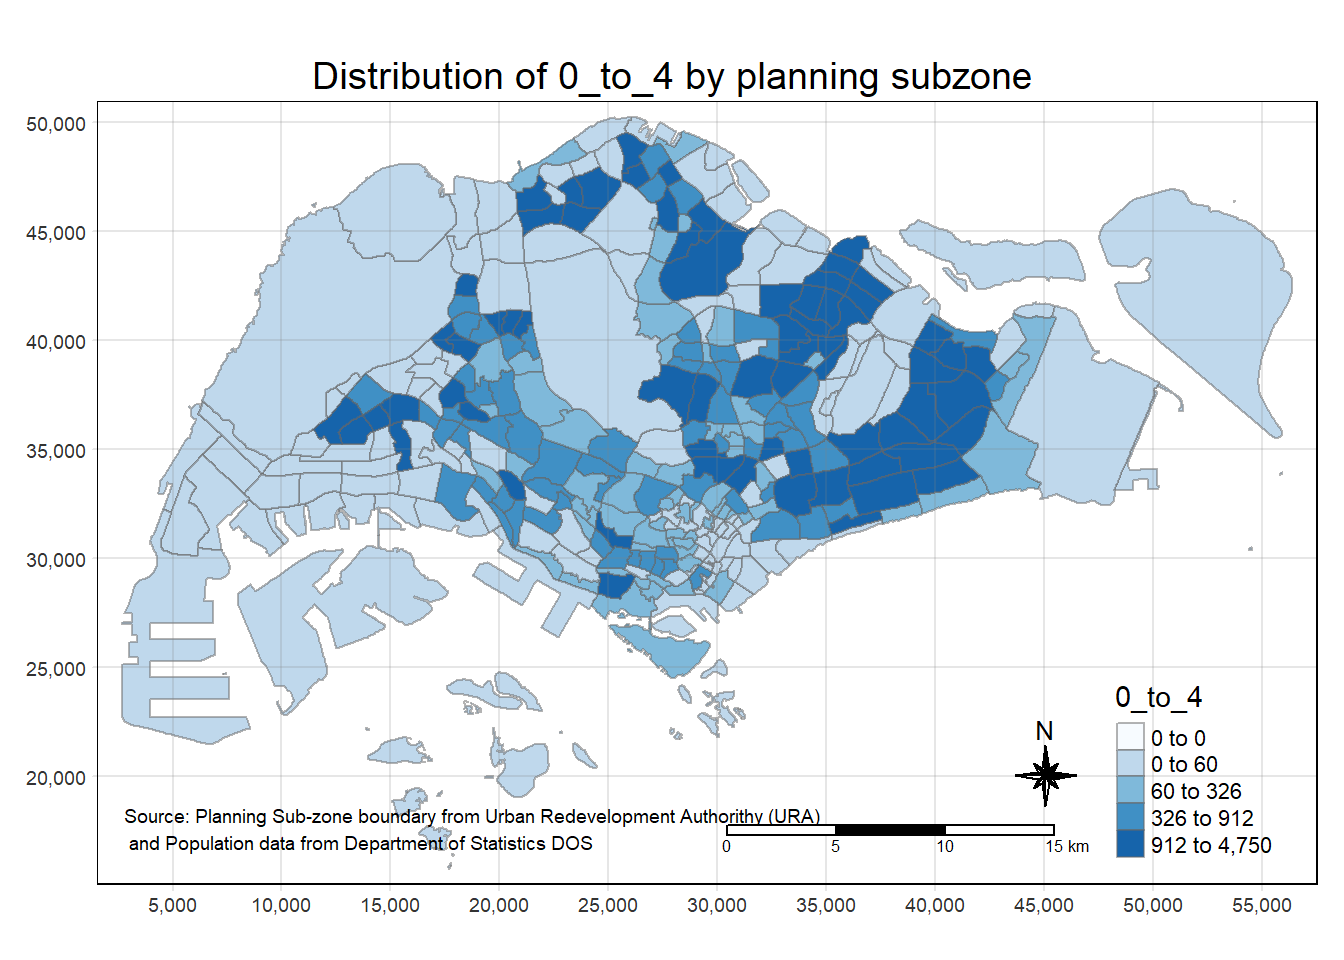 Distribution of 0_to_4 by planning subzone
50,000
45,000
40,000
35,000
30,000
25,000
20,000
0_to_4
0 to 0
0 to 60
60 to 326
326 to 912
912 to 4,750
N
Source: Planning Sub-zone boundary from Urban Redevelopment Authorithy (URA)
and Population data from Department of Statistics DOS
0 5 10 15 km
5,000 10,000 15,000 20,000 25,000 30,000 35,000 40,000 45,000 50,000 55,000